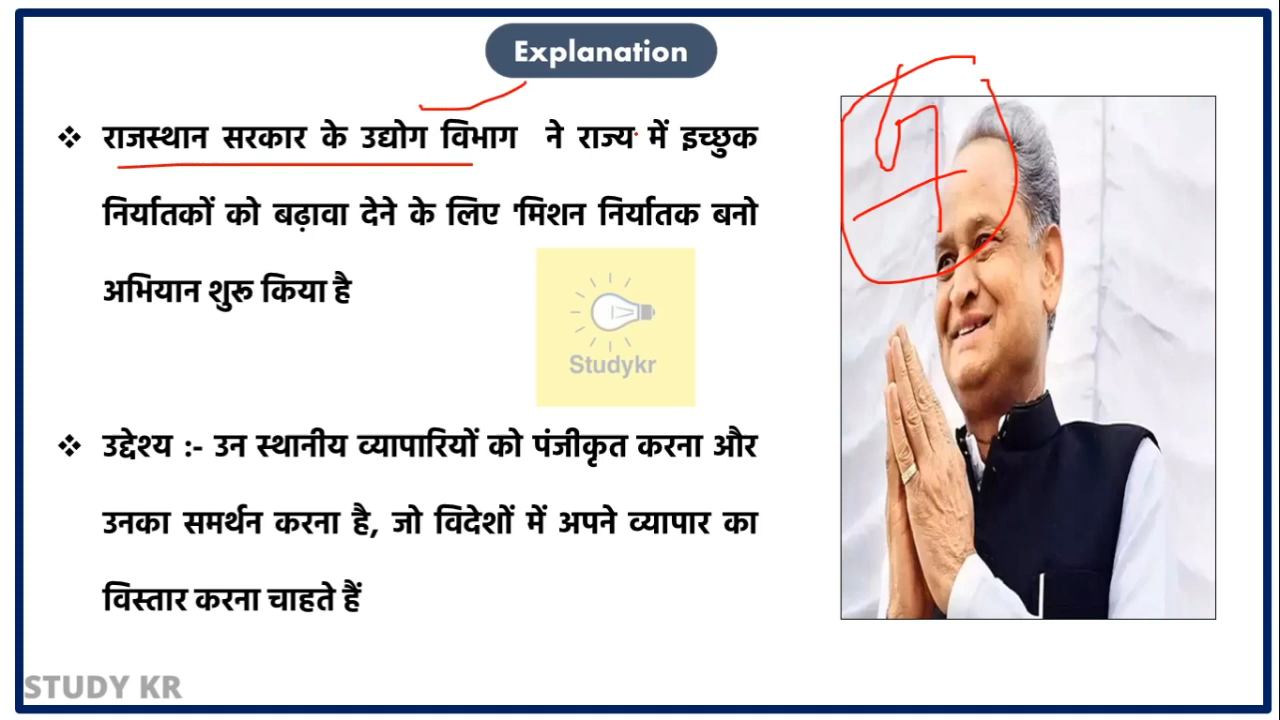 Explanation
❖ राजस्थान सरकार के उद्योग विभाग ने राज्य में इच्छुक
निर्यातकों को बढ़ावा देने के लिए 'मिशन निर्यातक बनो
अभियान शुरू किया है
Studykr
❖ उद्देश्य :- उन स्थानीय व्यापारियों को पंजीकृत करना और
उनका समर्थन करना है, जो विदेशों में अपने व्यापार का
विस्तार करना चाहते हैं
STUDY KR